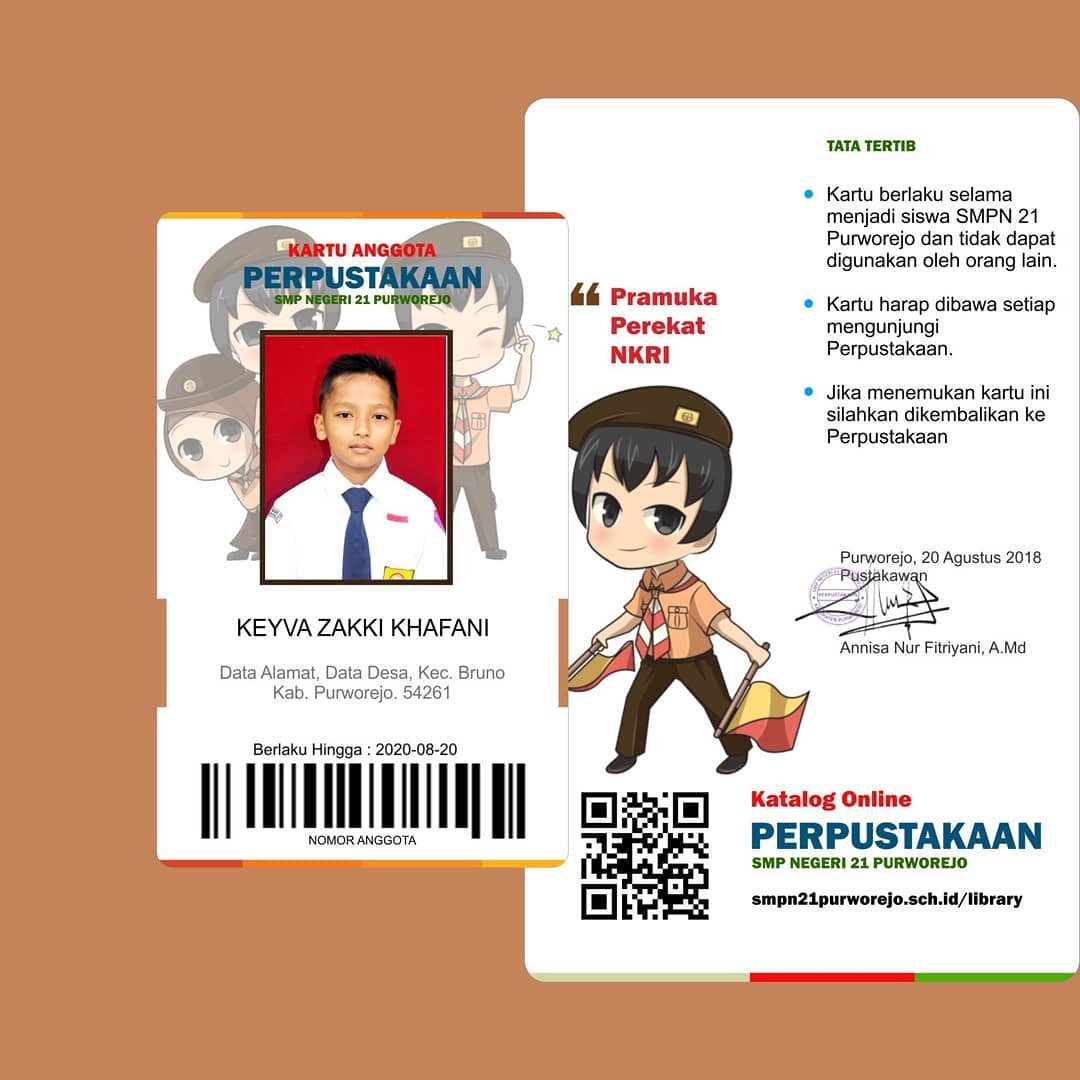 KARTU ANGGOTA
PERPUSTAKAAN
SMP NEGERI 21 PURWOREJO
KEYVA ZAKKI KHAFANI
Data Alamat, Data Desa, Kec. Bruno
Kab. Purworejo. 54261
Berlaku Hingga : 2020-08-20
NOMOR ANGGOTA
TATA TERTIB
Kartu berlaku selama
menjadi siswa SMPN 21
Purworejo dan tidak dapat
digunakan oleh orang lain.
Kartu harap dibawa setiap
mengunjungi
Perpustakaan.
Jika menemukan kartu ini
silahkan dikembalikan ke
Perpustakaan
“ Pramuka
Perekat
NKRI
Purworejo, 20 Agustus 2018
Pustakawan
PERPUSTAKAAN
Annisa Nur Fitriyani, A.Md
Katalog Online
PERPUSTAKAAN
SMP NEGERI 21 PURWOREJO
smpn21purworejo.sch.id/library